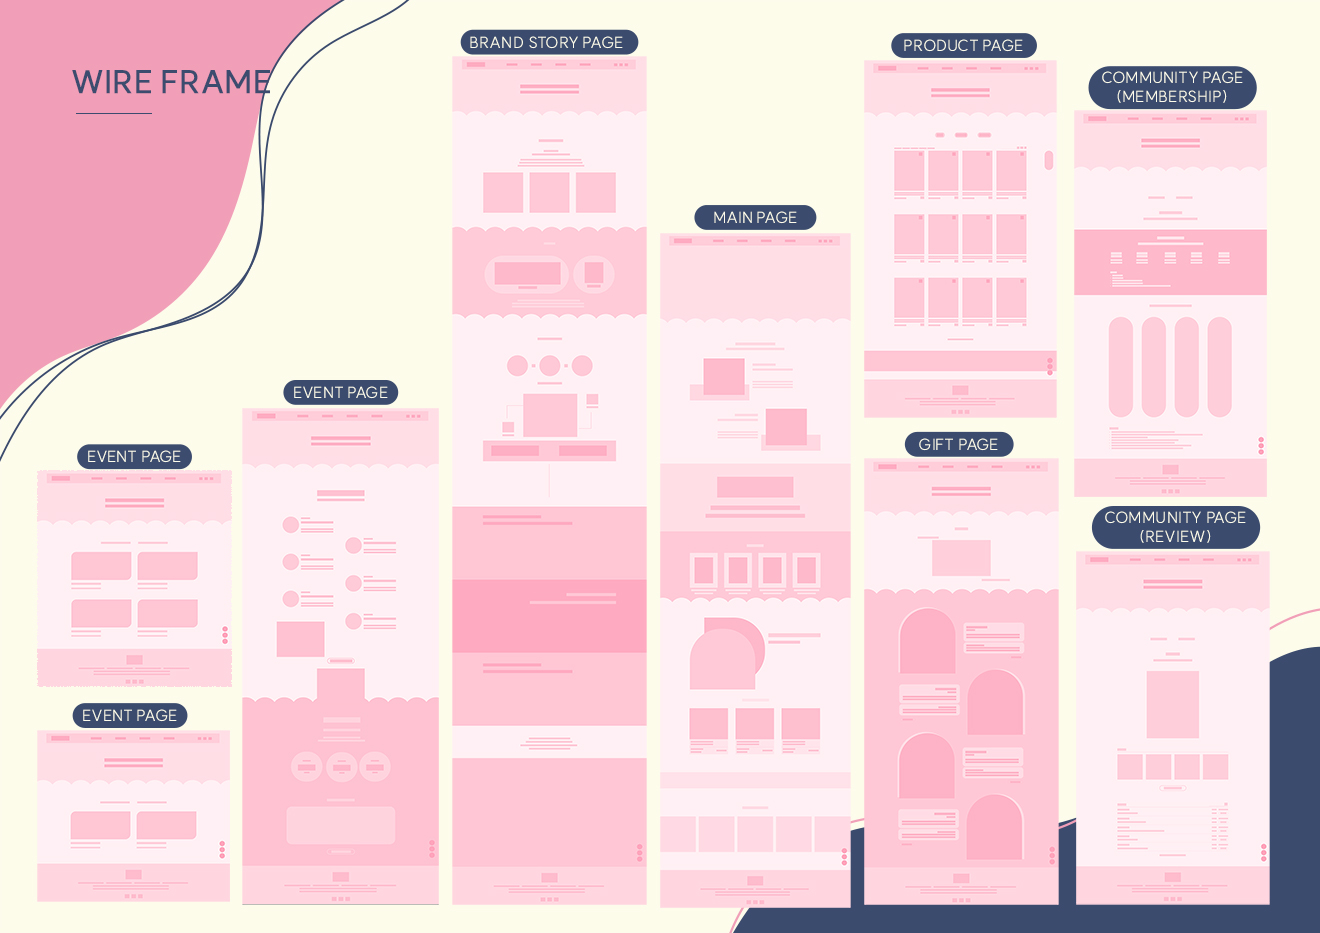 WIRE FRAME
BRAND STORY PAGE
PRODUCT PAGE
COMMUNITY PAGE
(MEMBERSHIP)
MAIN PAGE
EVENT PAGE
EVENT PAGE
GIFT PAGE
COMMUNITY PAGE
(REVIEW)
EVENT PAGE